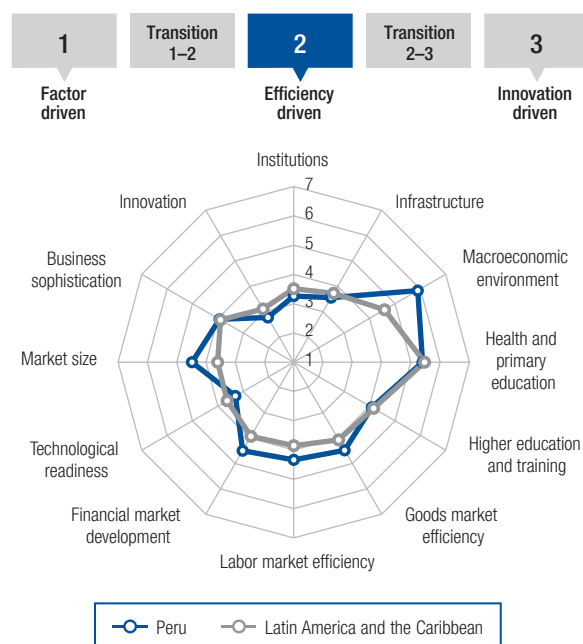 1
Transition
1–2
2
Transition
2–3
3
Factor
driven
Efficiency
driven
Innovation
driven
Institutions
7
6
5
4
3
2
1
Infrastructure
Macroeconomic
environment
Health and
primary
education
Higher education
and training
Goods market
efficiency
Labor market efficiency
Financial market
development
Technological
readiness
Market size
Business
sophistication
Innovation
Peru
Latin America and the Caribbean